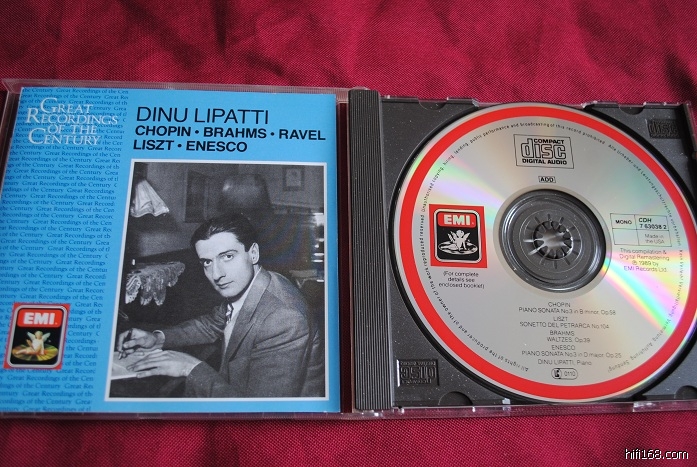 GREAT
RECORDINGS
OF THE
CENTURY
DINU LIPATTI
CHOPIN • BRAHMS • RAVEL
LISZT • ENESCO
EMI
COMPACT
disc
DIGITAL AUDIO
ADD
EMI
(For complete
details see
enclosed booklet)
MONO
CDH
7 63038 2
Made in
the USA
This compilation &
Digital Remastering
℗ 1989 by
EMI Records Ltd.
CHOPIN
PIANO SONATA No.3 in B minor, Op.58
LISZT
SONETTO DEL PETRARCA No.104
BRAHMS
WALTZES, Op.39
ENESCO
PIANO SONATA No.3 in D major, Op.25
DINU LIPATTI, Piano
hifi168.com